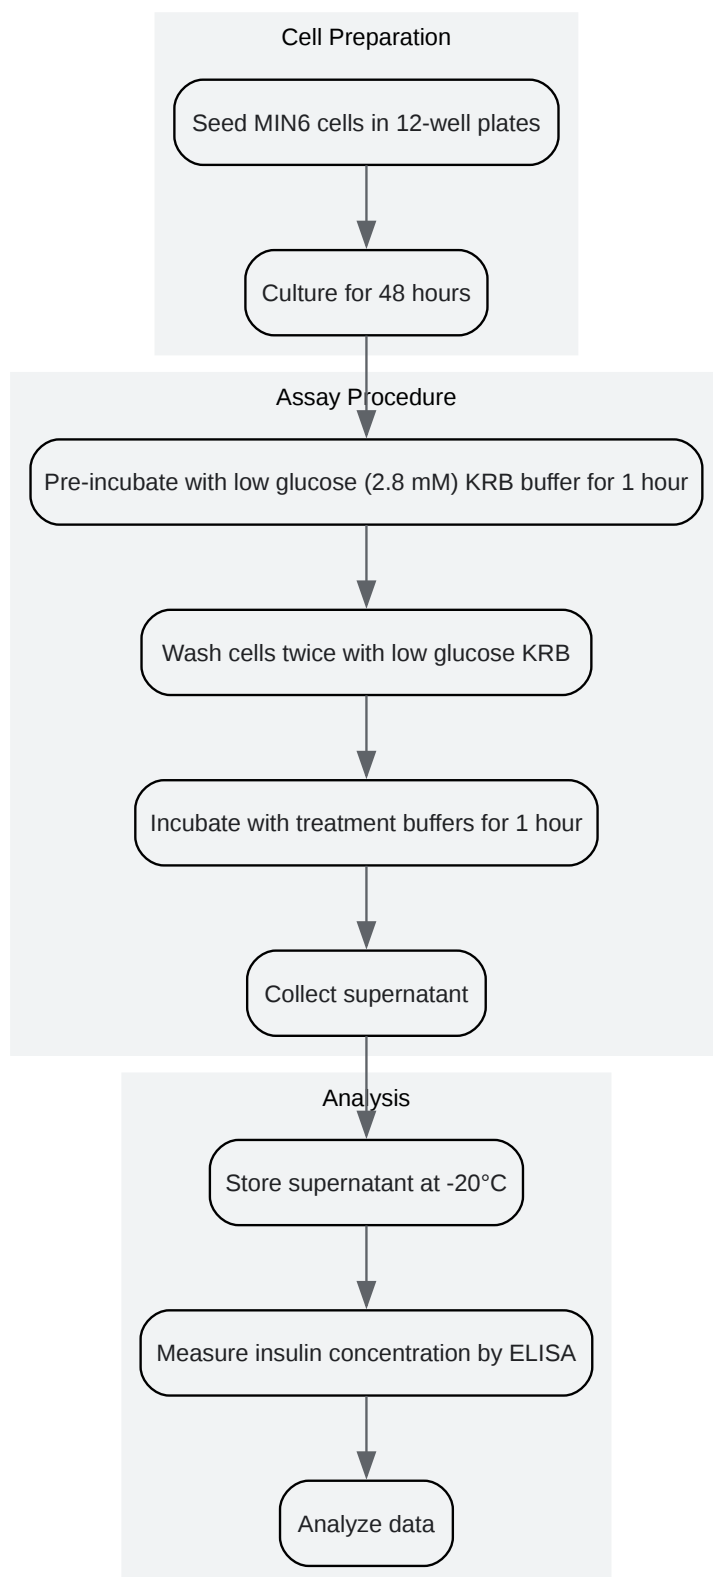 Cell Preparation
Seed MIN6 cells in 12-well plates
Culture for 48 hours
Assay Procedure
Pre-incubate with low glucose (2.8 mM) KRB buffer for 1 hour
Wash cells twice with low glucose KRB
Incubate with treatment buffers for 1 hour
Collect supernatant
Analysis
Store supernatant at -20°C
Measure insulin concentration by ELISA
Analyze data